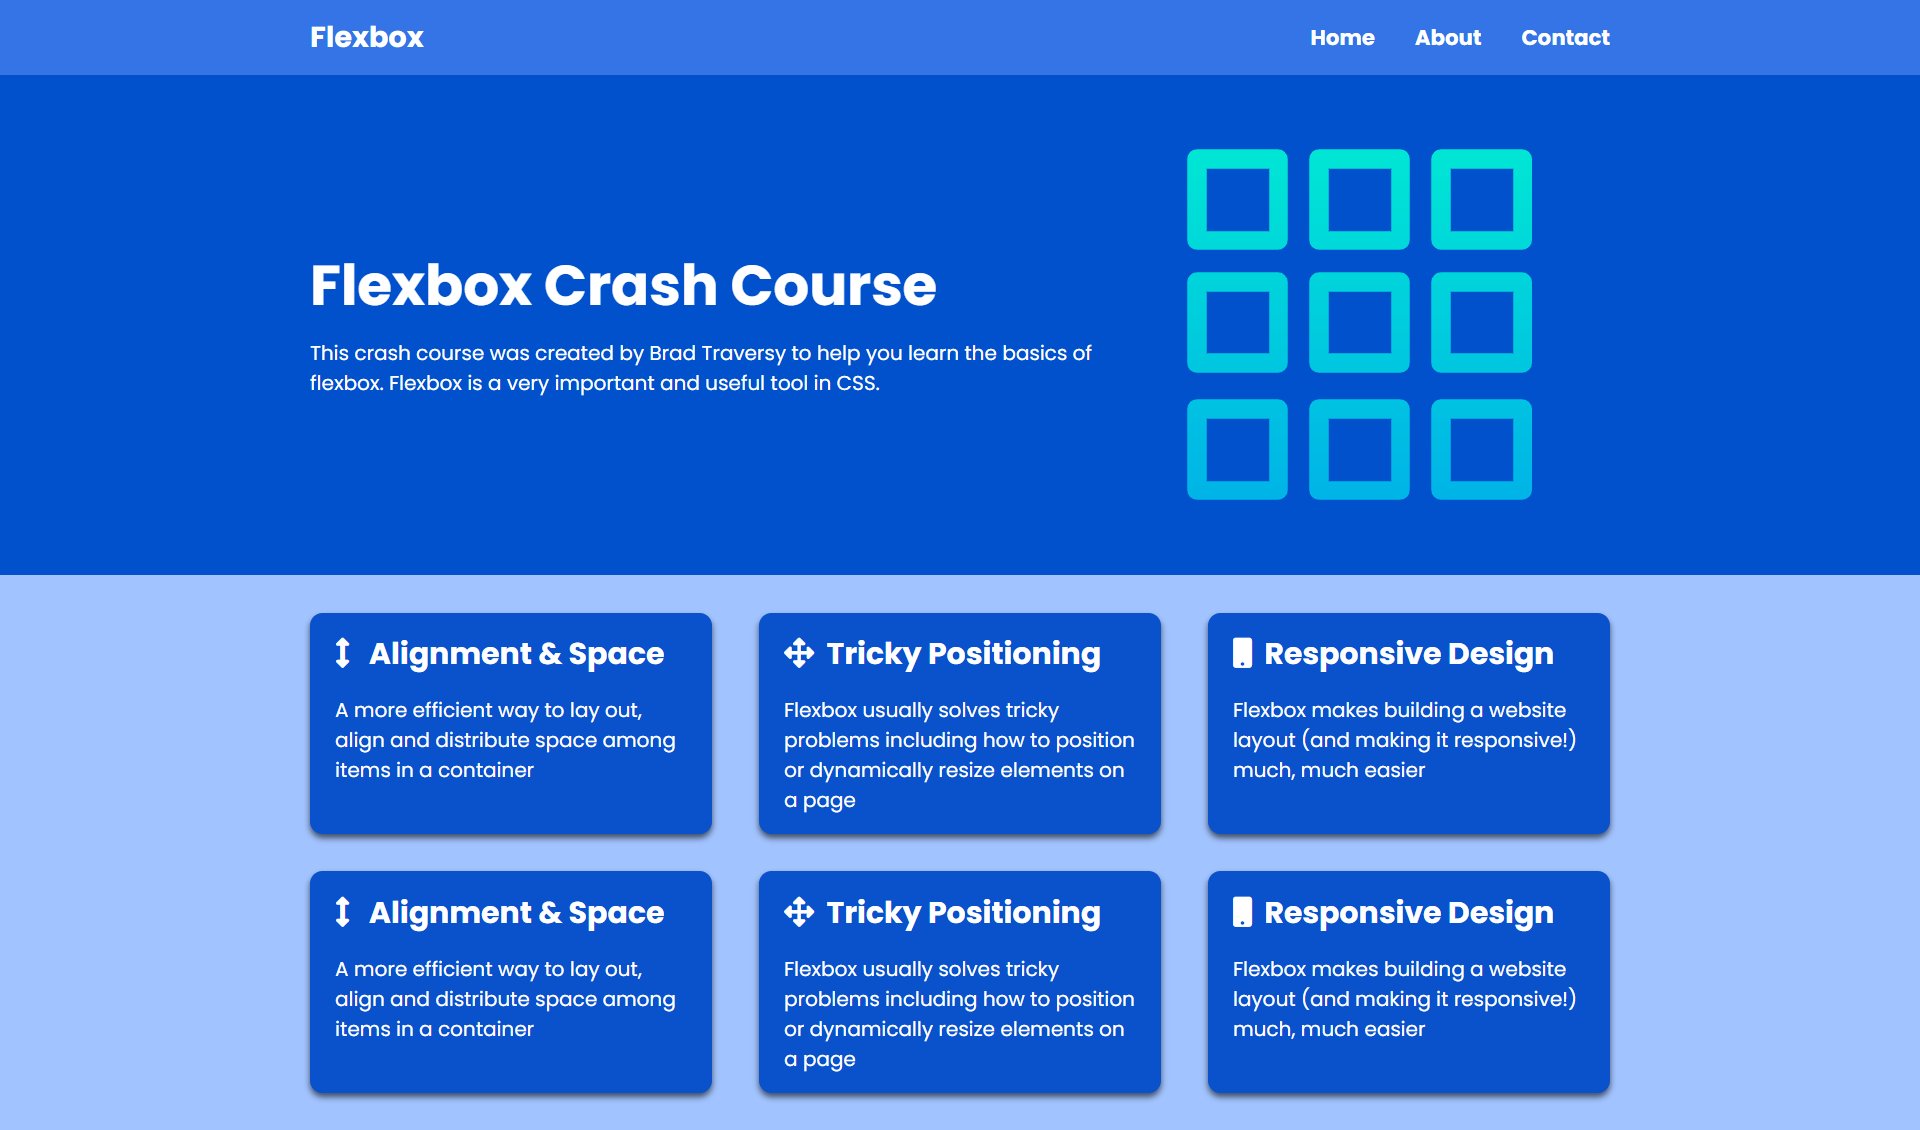 Flexbox
Home About Contact
Flexbox Crash Course
This crash course was created by Brad Traversy to help you learn the basics of
flexbox. Flexbox is a very important and useful tool in CSS.
Alignment & Space
A more efficient way to lay out,
align and distribute space among
items in a container
Tricky Positioning
Flexbox usually solves tricky
problems including how to position
or dynamically resize elements on
a page
Responsive Design
Flexbox makes building a website
layout (and making it responsive!)
much, much easier
Alignment & Space
A more efficient way to lay out,
align and distribute space among
items in a container
Tricky Positioning
Flexbox usually solves tricky
problems including how to position
or dynamically resize elements on
a page
Responsive Design
Flexbox makes building a website
layout (and making it responsive!)
much, much easier